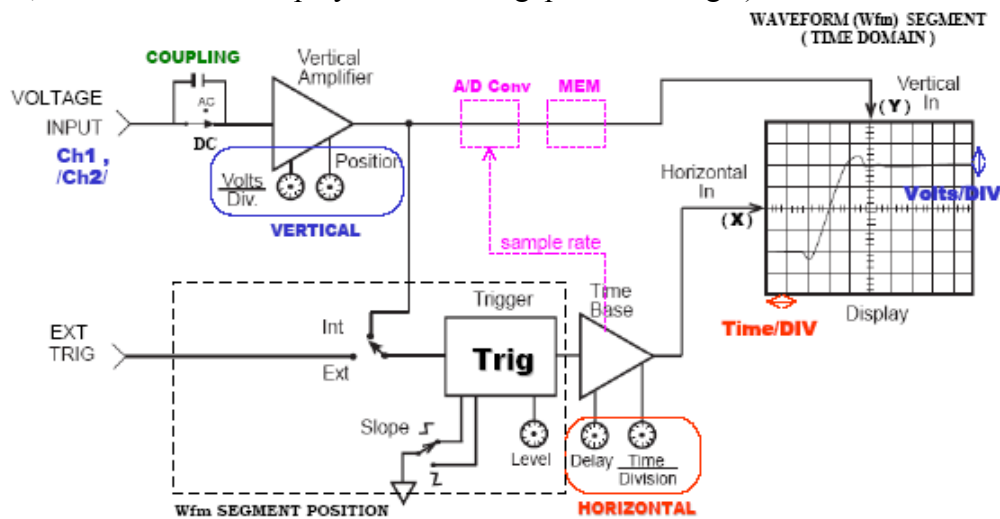 WAVEFORM (Wfm) SEGMENT
( TIME DOMAIN )
COUPLING
Vertical
Amplifier
A/D Conv
MEM
Vertical
In
VOLTAGE
INPUT
AC
DC
(Y)
Ch1 ,
/Ch2/
Position
Volts
Div.
VERTICAL
Horizontal
In
(X)
Volts/DIV
sample rate
Trigger
Time
Base
Time/DIV
Display
EXT
TRIG
Int
Ext
Trig
Slope
Level
Delay
Time
Division
Wfm SEGMENT POSITION
HORIZONTAL